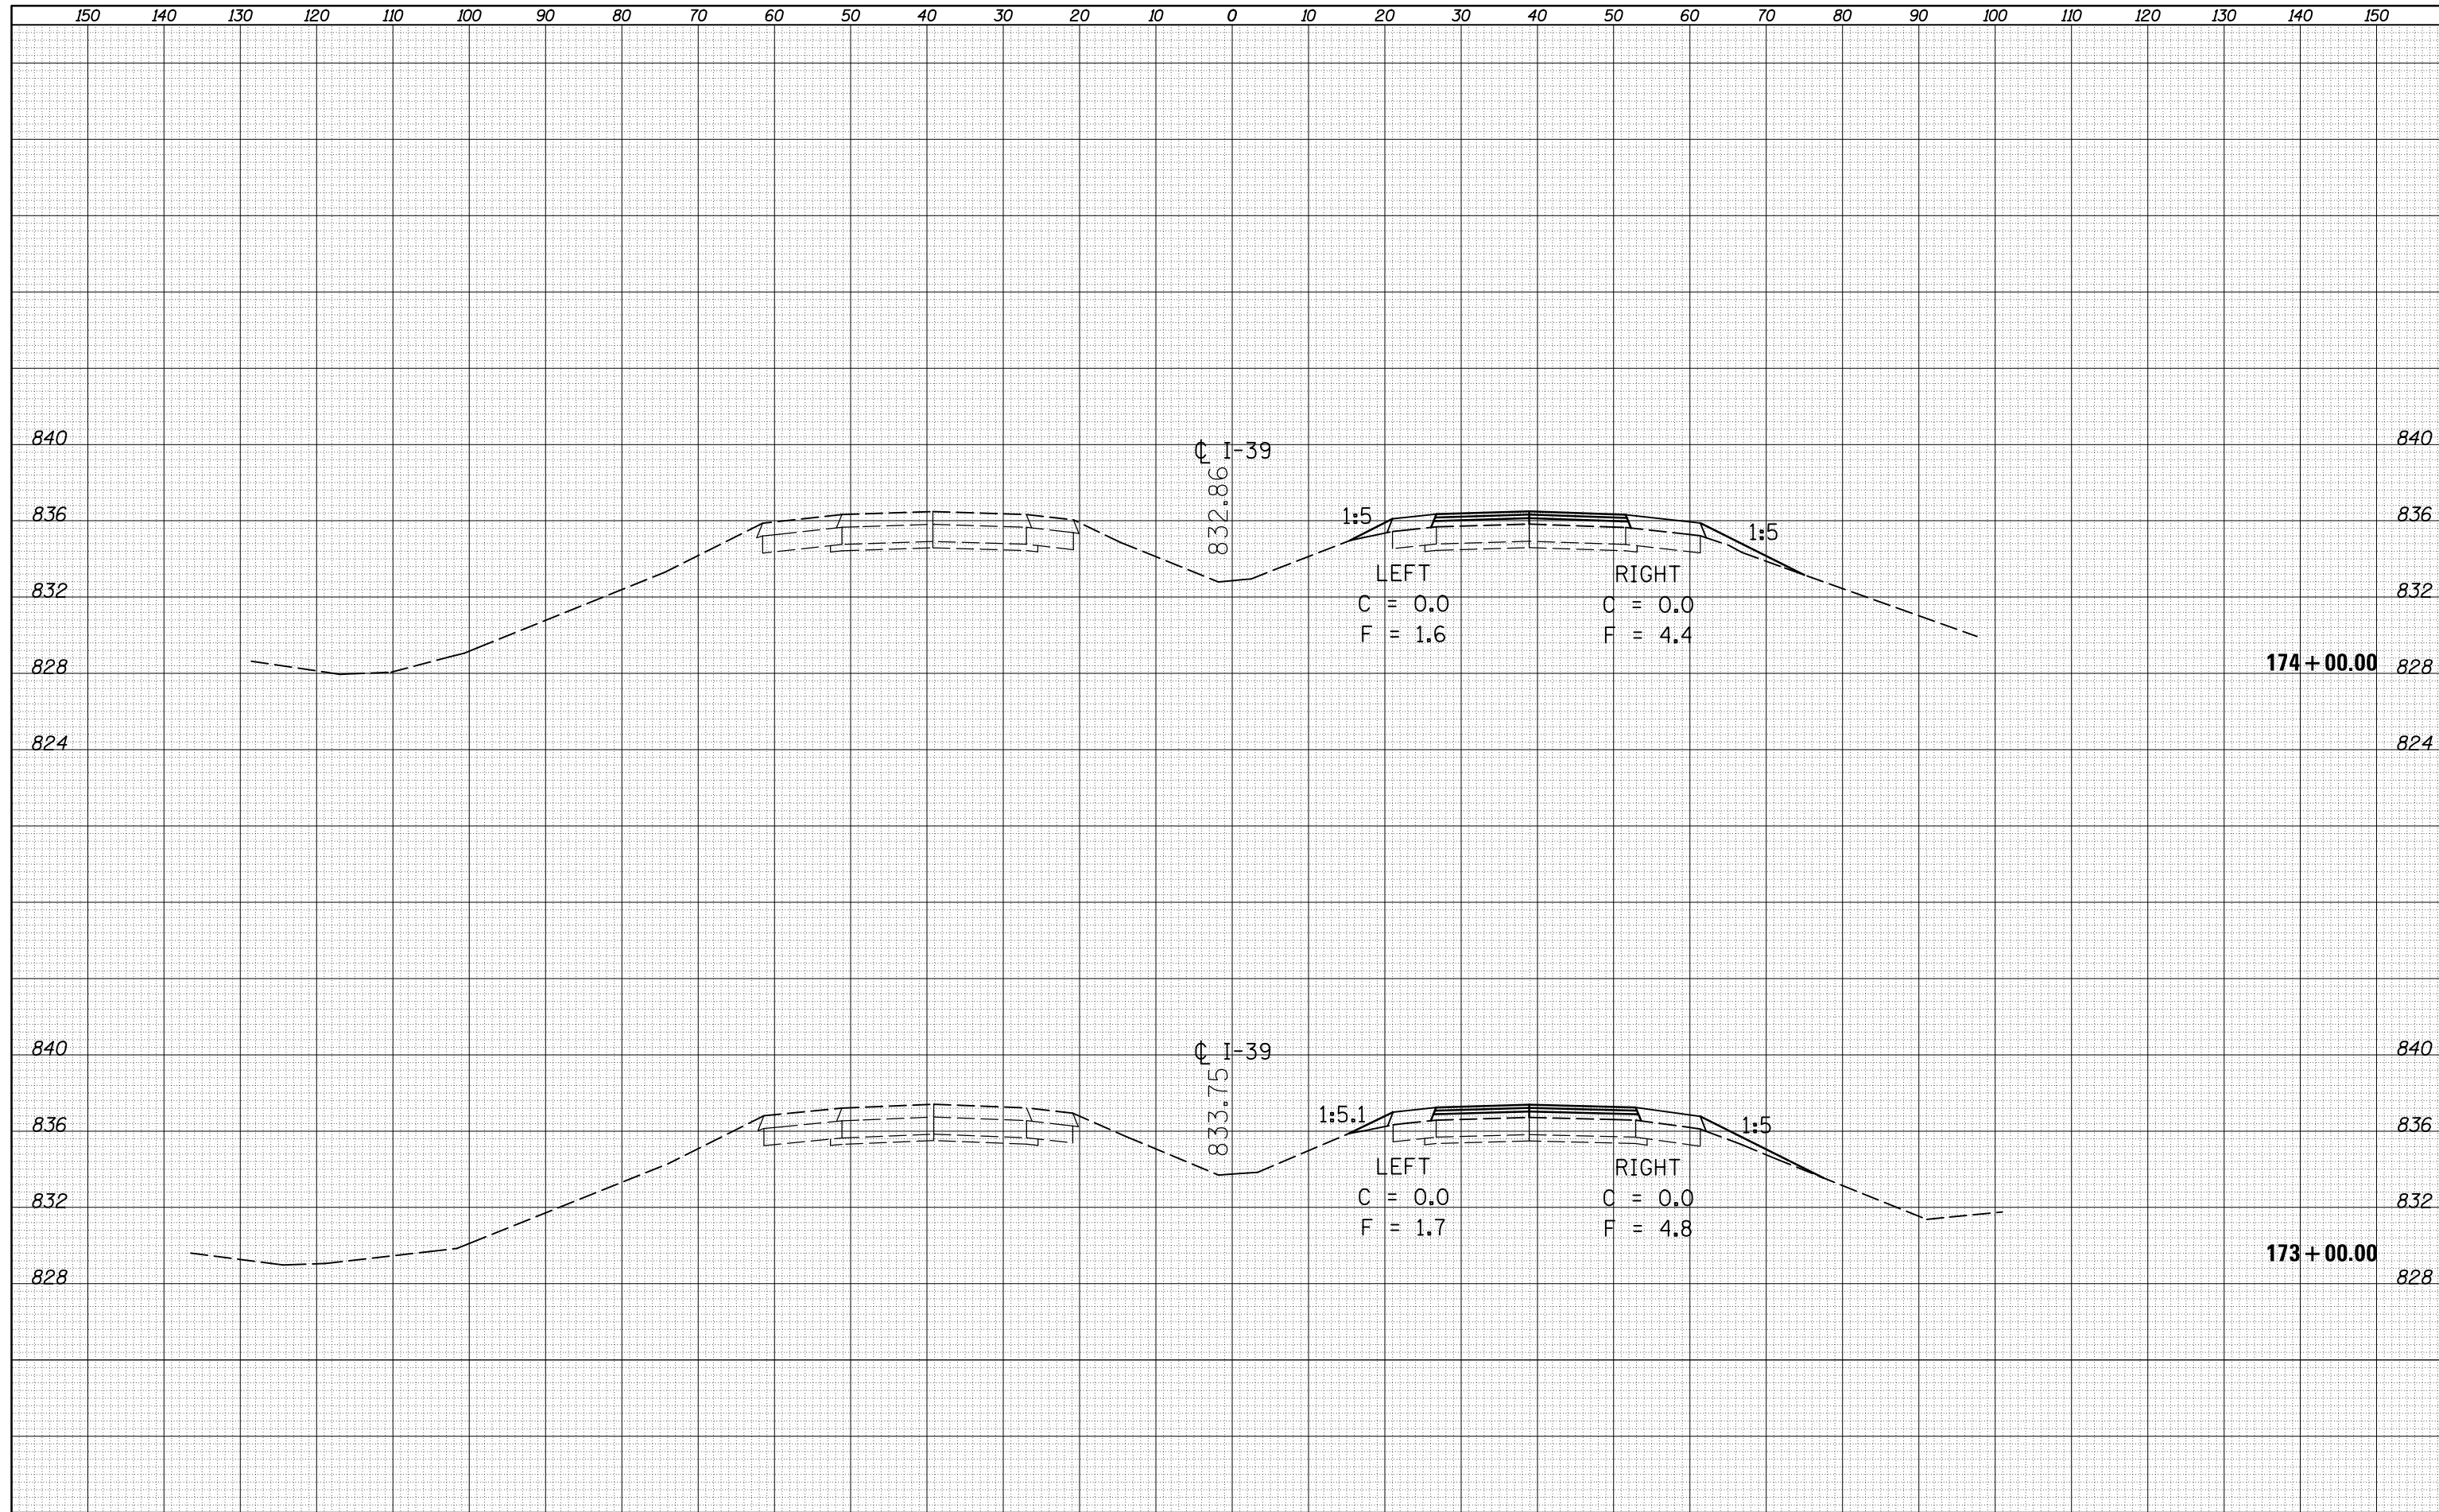 150 140 130 120 110 100 90 80 70 60 50 40 30 20 10 0 10 20 30 40 50 60 70 80 90 100 110 120 130 140 150
840 840
℄ I-39
832.86
836 1:5 1:5 836
LEFT RIGHT
832 C = 0.0 C = 0.0 832
F = 1.6 F = 4.4
828 174+00.00 828
824 824
840 ℄ I-39 840
833.75
836 1:5.1 1:5 836
LEFT RIGHT
832 C = 0.0 C = 0.0 832
F = 1.7 F = 4.8
173+00.00
828 828